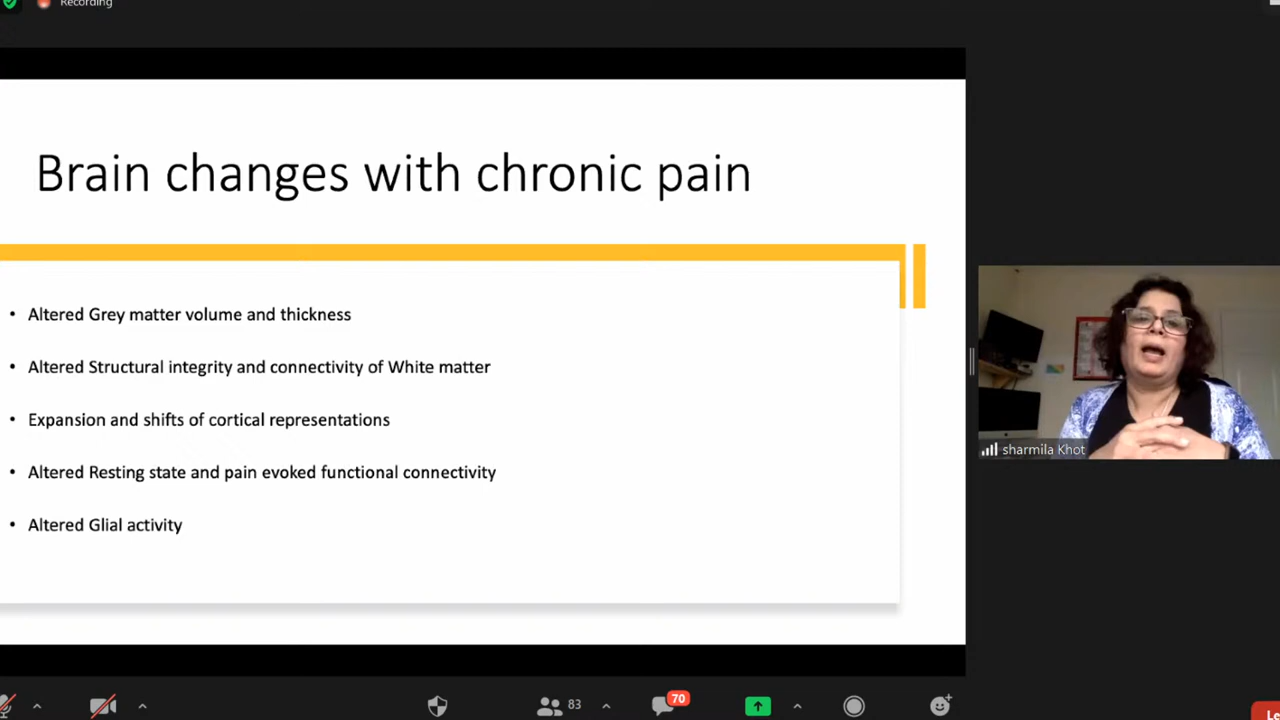 Recording
Brain changes with chronic pain
• Altered Grey matter volume and thickness
• Altered Structural integrity and connectivity of White matter
• Expansion and shifts of cortical representations
• Altered Resting state and pain evoked functional connectivity
• Altered Glial activity
sharmila Khot
83
70